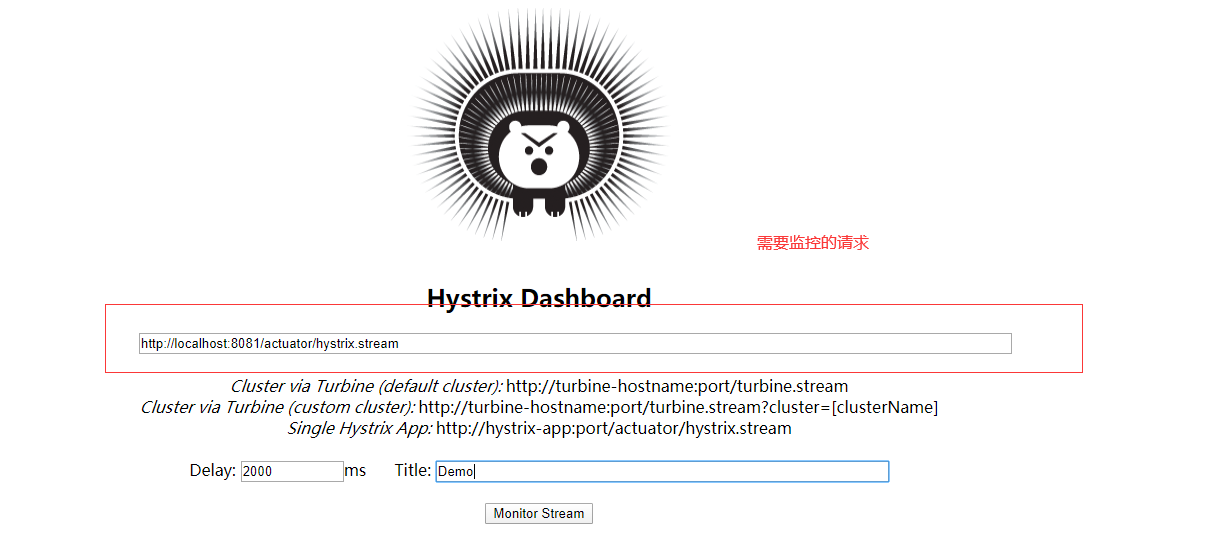 需要监控的请求
Hystrix Dashboard
http://localhost:8081/actuator/hystrix.stream
Cluster via Turbine (default cluster): http://turbine-hostname:port/turbine.stream
Cluster via Turbine (custom cluster): http://turbine-hostname:port/turbine.stream?cluster=[clusterName]
Single Hystrix App: http://hystrix-app:port/actuator/hystrix.stream
Delay: 2000 ms Title: Demo
Monitor Stream